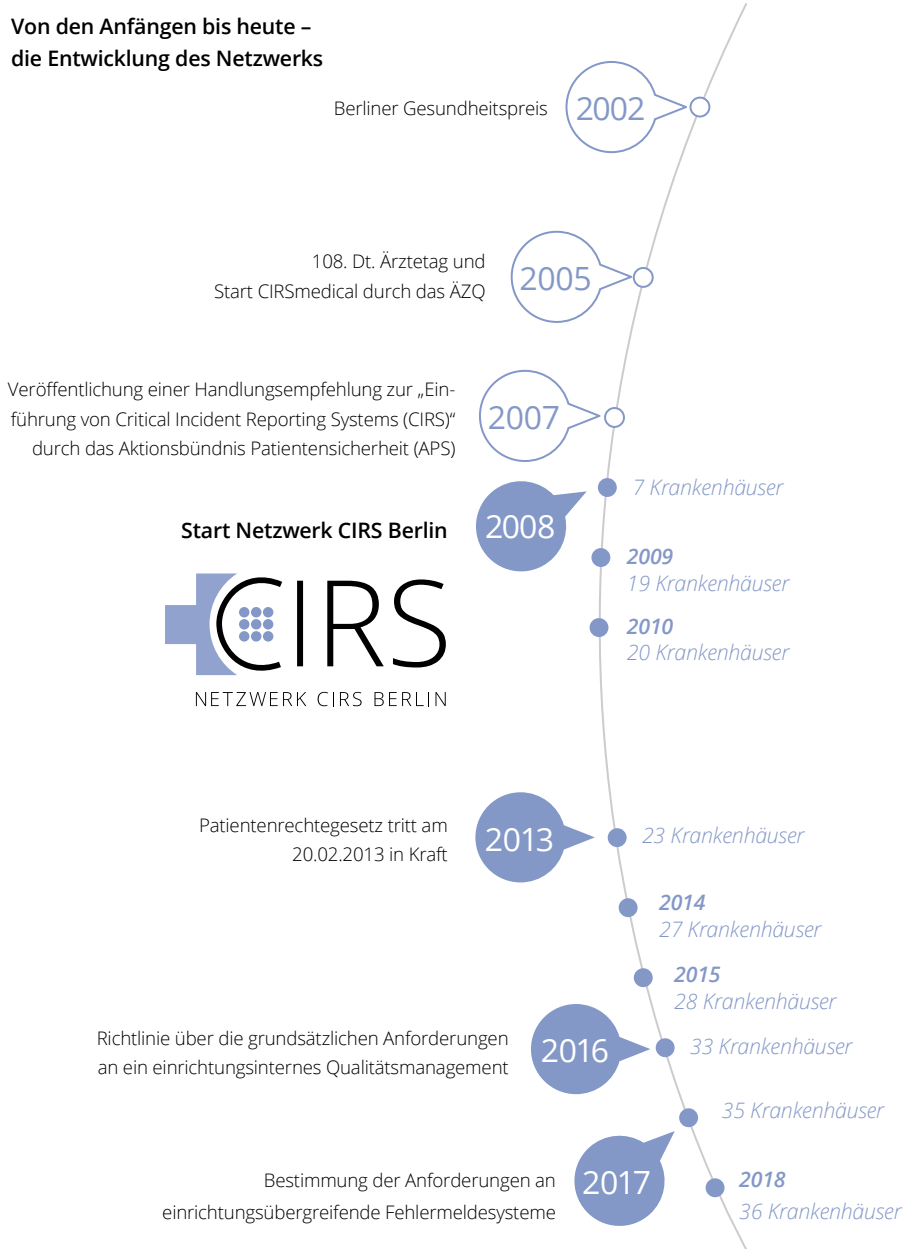 Von den Anfängen bis heute –
die Entwicklung des Netzwerks
Berliner Gesundheitspreis
2002
108. Dt. Ärztetag und
Start CIRSmedical durch das ÄZQ
2005
Veröffentlichung einer Handlungsempfehlung zur „Ein-
führung von Critical Incident Reporting Systems (CIRS)“
durch das Aktionsbündnis Patientensicherheit (APS)
2007
Start Netzwerk CIRS Berlin
2008
7 Krankenhäuser
CIRS
NETZWERK CIRS BERLIN
2009
19 Krankenhäuser
2010
20 Krankenhäuser
Patientenrechtegesetz tritt am
20.02.2013 in Kraft
2013
23 Krankenhäuser
2014
27 Krankenhäuser
2015
28 Krankenhäuser
Richtlinie über die grundsätzlichen Anforderungen
an ein einrichtungsinternes Qualitätsmanagement
2016
33 Krankenhäuser
35 Krankenhäuser
Bestimmung der Anforderungen an
einrichtungsübergreifende Fehlermeldesysteme
2017
2018
36 Krankenhäuser